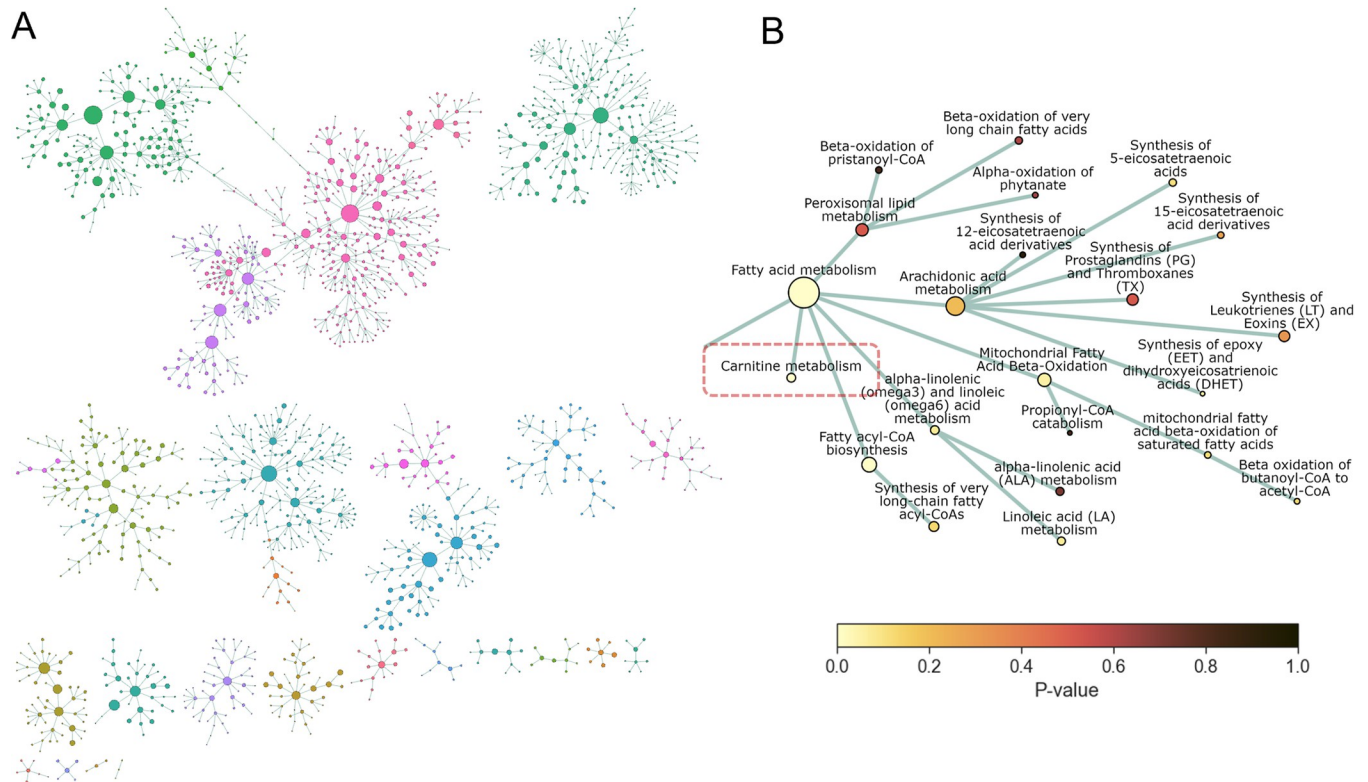 A
B
Beta-oxidation of very
long chain fatty acids
Beta-oxidation of
pristanoyl-CoA
Synthesis of
5-eicosatetraenoic
acids
Alpha-oxidation of
phytanate
Peroxisomal lipid
metabolism
Synthesis of
15-eicosatetraenoic
acid derivatives
Synthesis of
12-eicosatetraenoic
acid derivatives
Synthesis of
Prostaglandins (PG)
and Thromboxanes
(TX)
Fatty acid metabolism
Arachidonic acid
metabolism
Synthesis of
Leukotrienes (LT) and
Eoxins (EX)
Synthesis of epoxy
(EET) and
dihydroxyeicosatrienoic
acids (DHET)
Carnitine metabolism
Mitochondrial Fatty
Acid Beta-Oxidation
alpha-linolenic
(omega3) and linoleic
(omega6) acid
metabolism
Propionyl-CoA
catabolism
mitochondrial fatty
acid beta-oxidation of
saturated fatty acids
Fatty acyl-CoA
biosynthesis
Beta oxidation of
butanoyl-CoA to
acetyl-CoA
alpha-linolenic acid
(ALA) metabolism
Synthesis of very
long-chain fatty
acyl-CoAs
Linoleic acid (LA)
metabolism
0.0 0.2 0.4 0.6 0.8 1.0
P-value